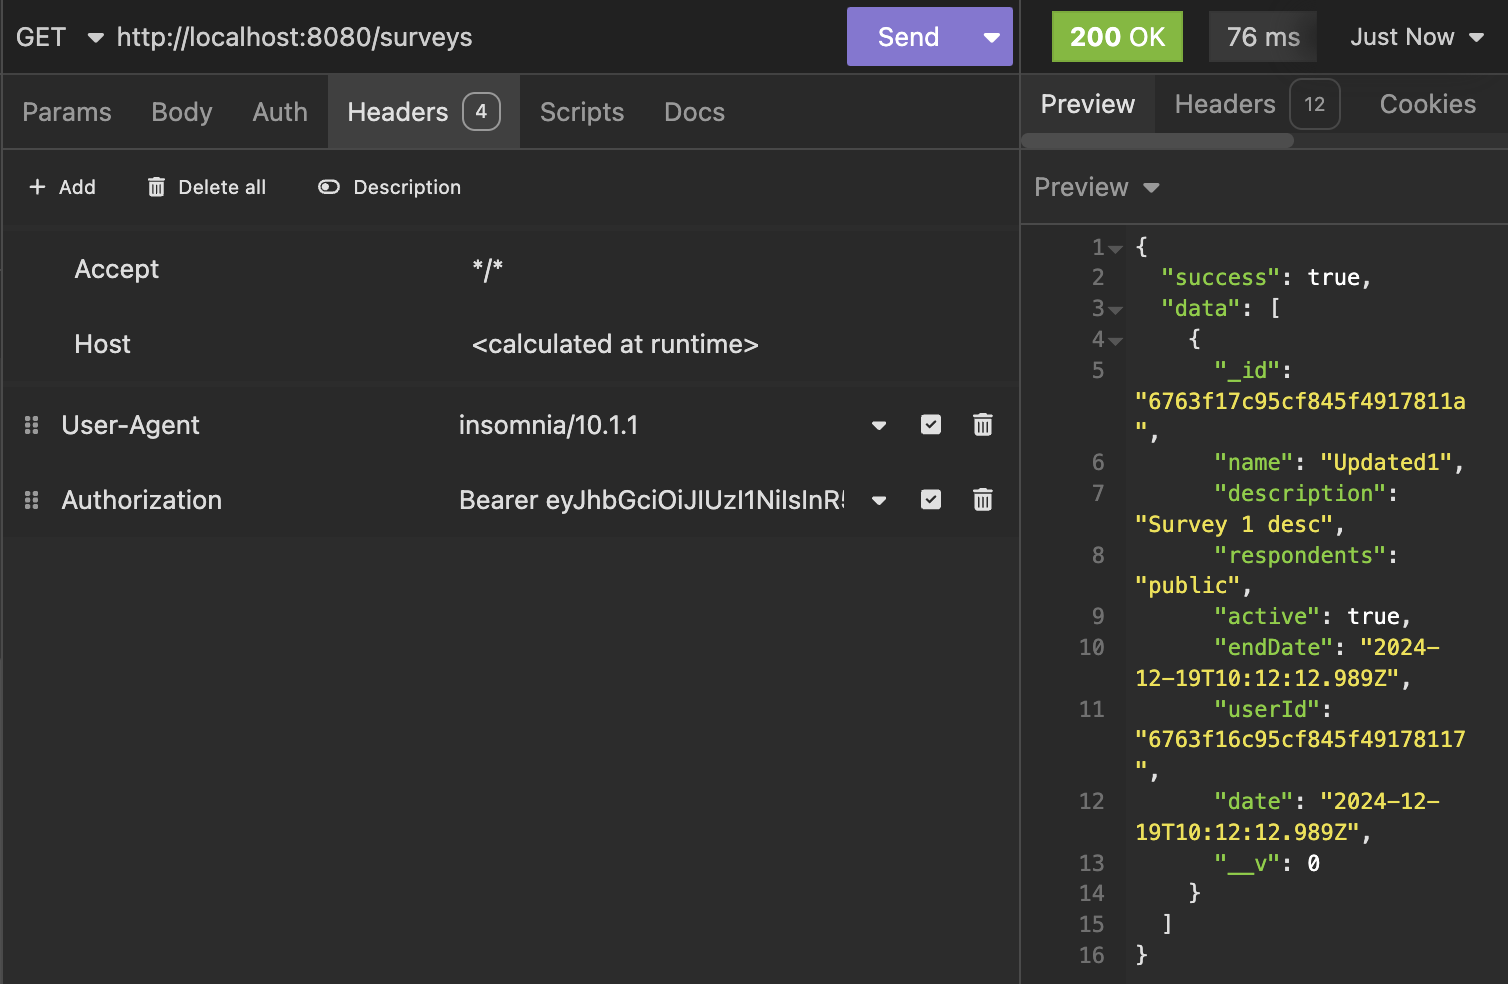 GET http://localhost:8080/surveys Send
Params Body Auth Headers 4 Scripts Docs
+ Add Delete all Description
Accept */*
Host <calculated at runtime>
User-Agent insomnia/10.1.1
Authorization Bearer
200 OK 76 ms Just Now
Preview Headers 12 Cookies
Preview
1 {
2 "success": true,
3 "data": [
4 {
5 "_id":
"6763f17c95cf845f4917811a
",
6 "name": "Updated1",
7 "description":
"Survey 1 desc",
8 "respondents":
"public",
9 "active": true,
10 "endDate": "2024-
12-19T10:12:12.989Z",
11 "userId":
"6763f16c95cf845f49178117
",
12 "date": "2024-12-
19T10:12:12.989Z",
13 "__v": 0
14 }
15 ]
16 }